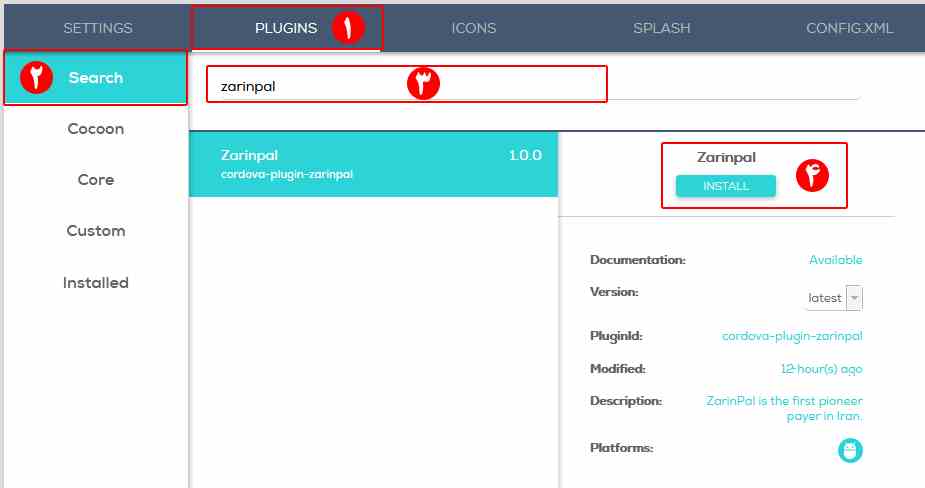 SETTINGS
PLUGINS ۱
ICONS
SPLASH
CONFIG.XML
۲ Search
zarinpal ۳
Cocoon
Core
Custom
Installed
Zarinpal 1.0.0
cordova-plugin-zarinpal
Zarinpal
INSTALL ۴
Documentation: Available
Version: latest
PluginId: cordova-plugin-zarinpal
Modified: 12-hour(s) ago
Description: ZarinPal is the first pioneer
payer in Iran.
Platforms: